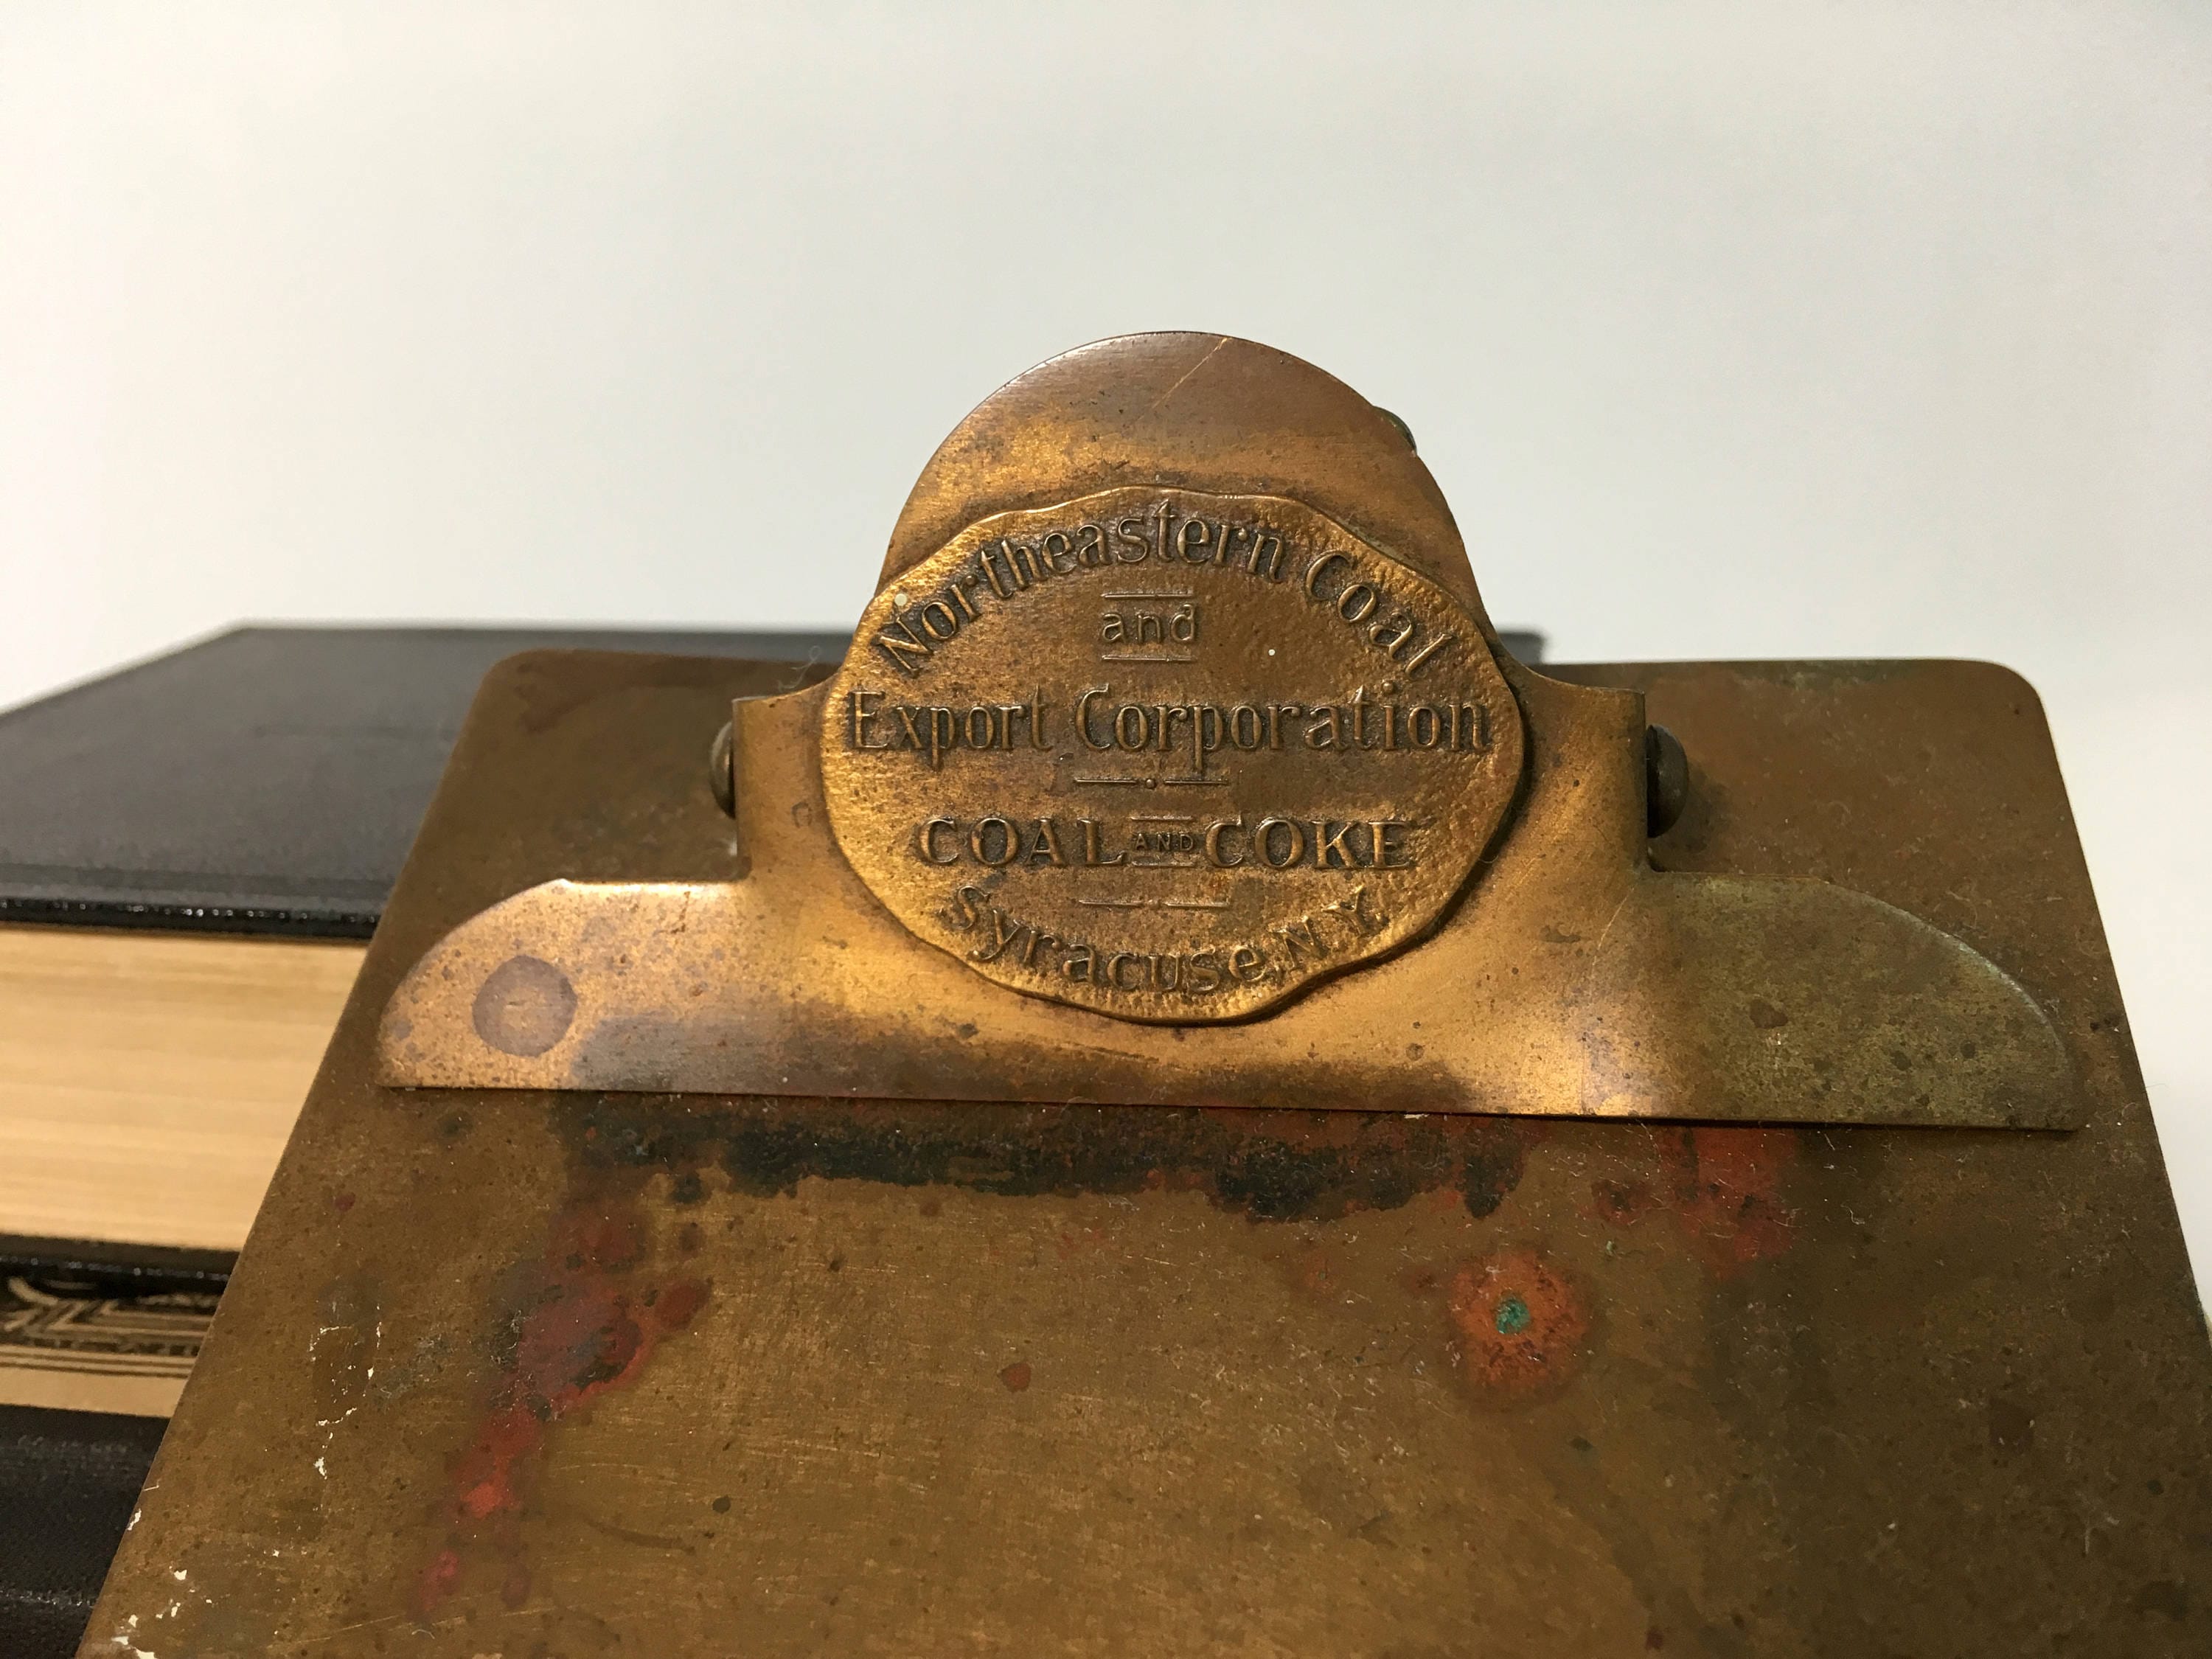 Northeastern Coal
and
Export Corporation
COAL AND COKE
Syracuse, N.Y.